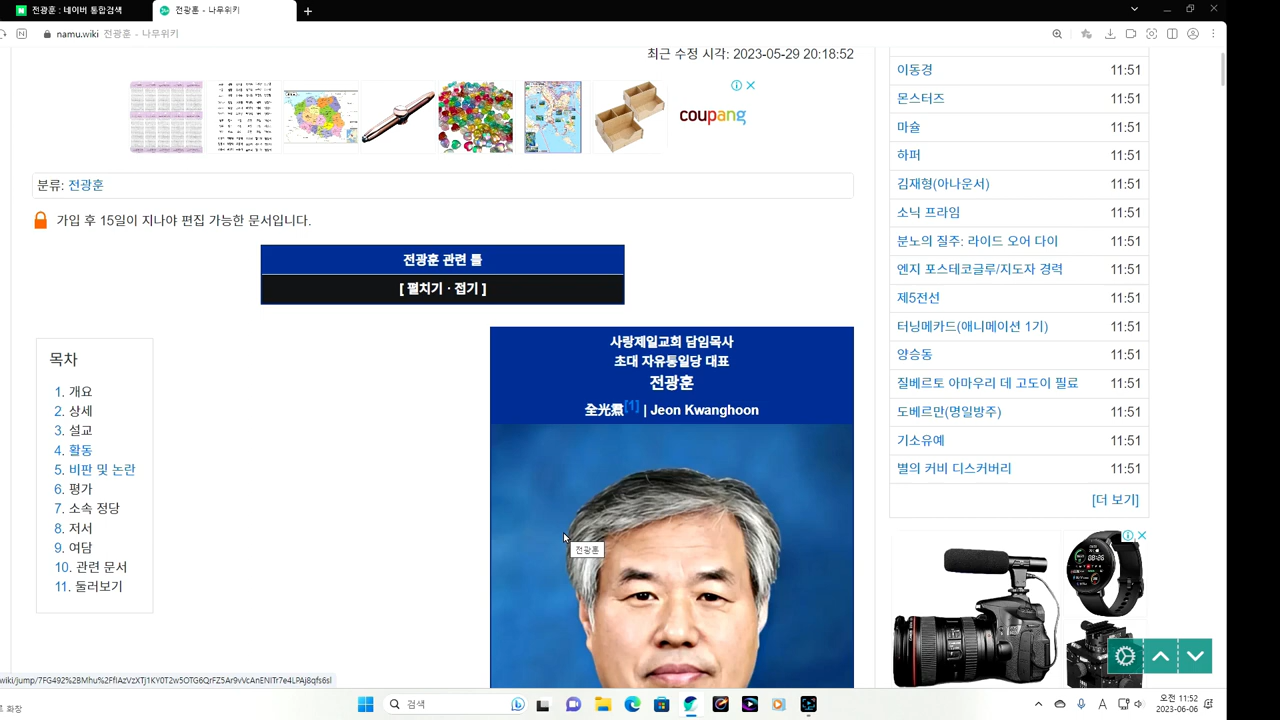 전광훈 : 네이버 통합검색
전광훈 - 나무위키
namu.wiki 전광훈 - 나무위키
최근 수정 시각: 2023-05-29 20:18:52
coupang
분류: 전광훈
가입 후 15일이 지나야 편집 가능한 문서입니다.
전광훈 관련 틀
[ 펼치기 · 접기 ]
목차
1. 개요
2. 상세
3. 설교
4. 활동
5. 비판 및 논란
6. 평가
7. 소속 정당
8. 저서
9. 여담
10. 관련 문서
11. 둘러보기
사랑제일교회 담임목사
초대 자유통일당 대표
전광훈
全光焄[1] | Jeon Kwanghoon
전광훈
이동경 11:51
몬스터즈 11:51
마율 11:51
하퍼 11:51
김재형(아나운서) 11:51
소닉 프라임 11:51
분노의 질주: 라이드 오어 다이 11:51
엔지 포스테코글루/지도자 경력 11:51
제5전선 11:51
터닝메카드(애니메이션 1기) 11:51
양승동 11:51
질베르토 아마우리 데 고도이 필료 11:51
도베르만(명일방주) 11:51
기소유예 11:51
별의 커비 디스커버리 11:51
[더 보기]
08:26
검색
A
오전 11:52
2023-06-06